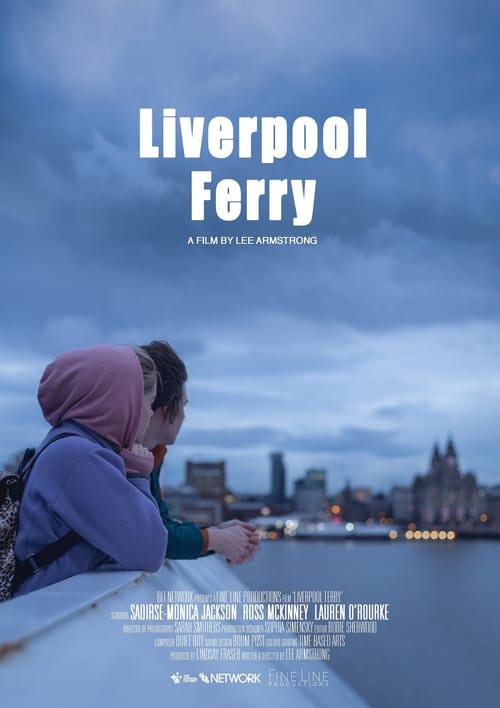 Liverpool
Ferry
A FILM BY LEE ARMSTRONG
BFI NETWORK PRESENTS A FINE LINE PRODUCTIONS FILM 'LIVERPOOL FERRY'
STARRING SAOIRSE-MONICA JACKSON ROSS MCKINNEY LAUREN O'ROURKE
DIRECTOR OF PHOTOGRAPHY SARAH SMITHERS PRODUCTION DESIGNER SOPHIA SIMENSKY EDITOR RORIE SHERWOOD
COMPOSER QUIET BOY SOUND DESIGN BOOM POST COLOUR GRADING TIME BASED ARTS
PRODUCED BY LINDSAY FRASER WRITTEN & DIRECTED BY LEE ARMSTRONG
NETWORK
FINE LINE
PRODUCTIONS